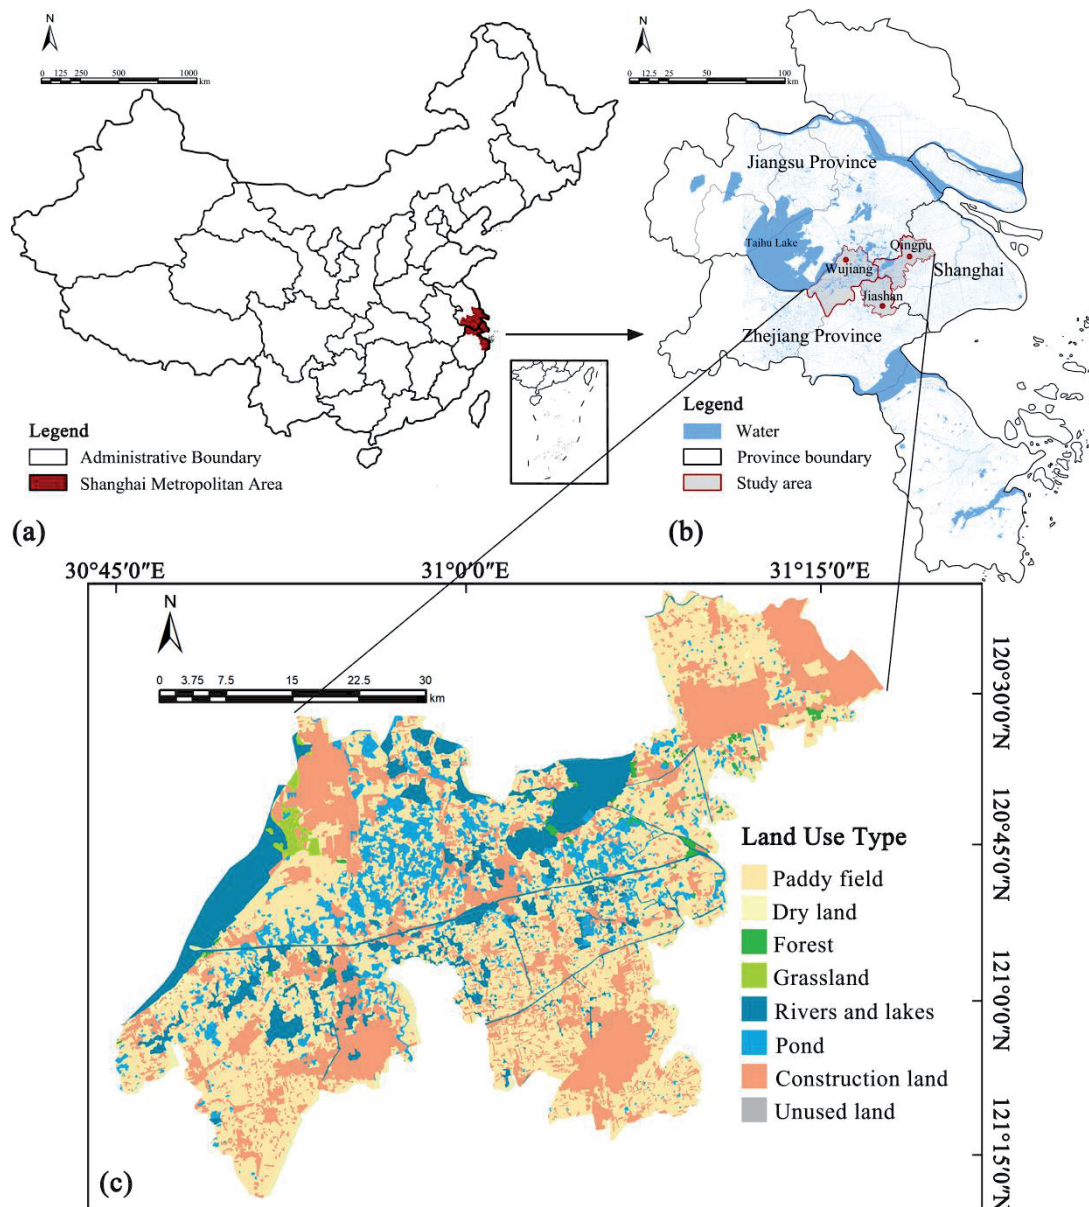 N
0 125 250 500 1000
km
Legend
Administrative Boundary
Shanghai Metropolitan Area
(a)
N
0 12.5 25 50 100
km
Jiangsu Province
Taihu Lake
Qingpu
Wujiang
Shanghai
Jiashan
Zhejiang Province
Legend
Water
Province boundary
Study area
(b)
30°45′0″E 31°0′0″E 31°15′0″E
N
0 3.75 7.5 15 22.5 30
km
120°30′0″N
120°45′0″N
121°0′0″N
121°15′0″N
Land Use Type
Paddy field
Dry land
Forest
Grassland
Rivers and lakes
Pond
Construction land
Unused land
(c)